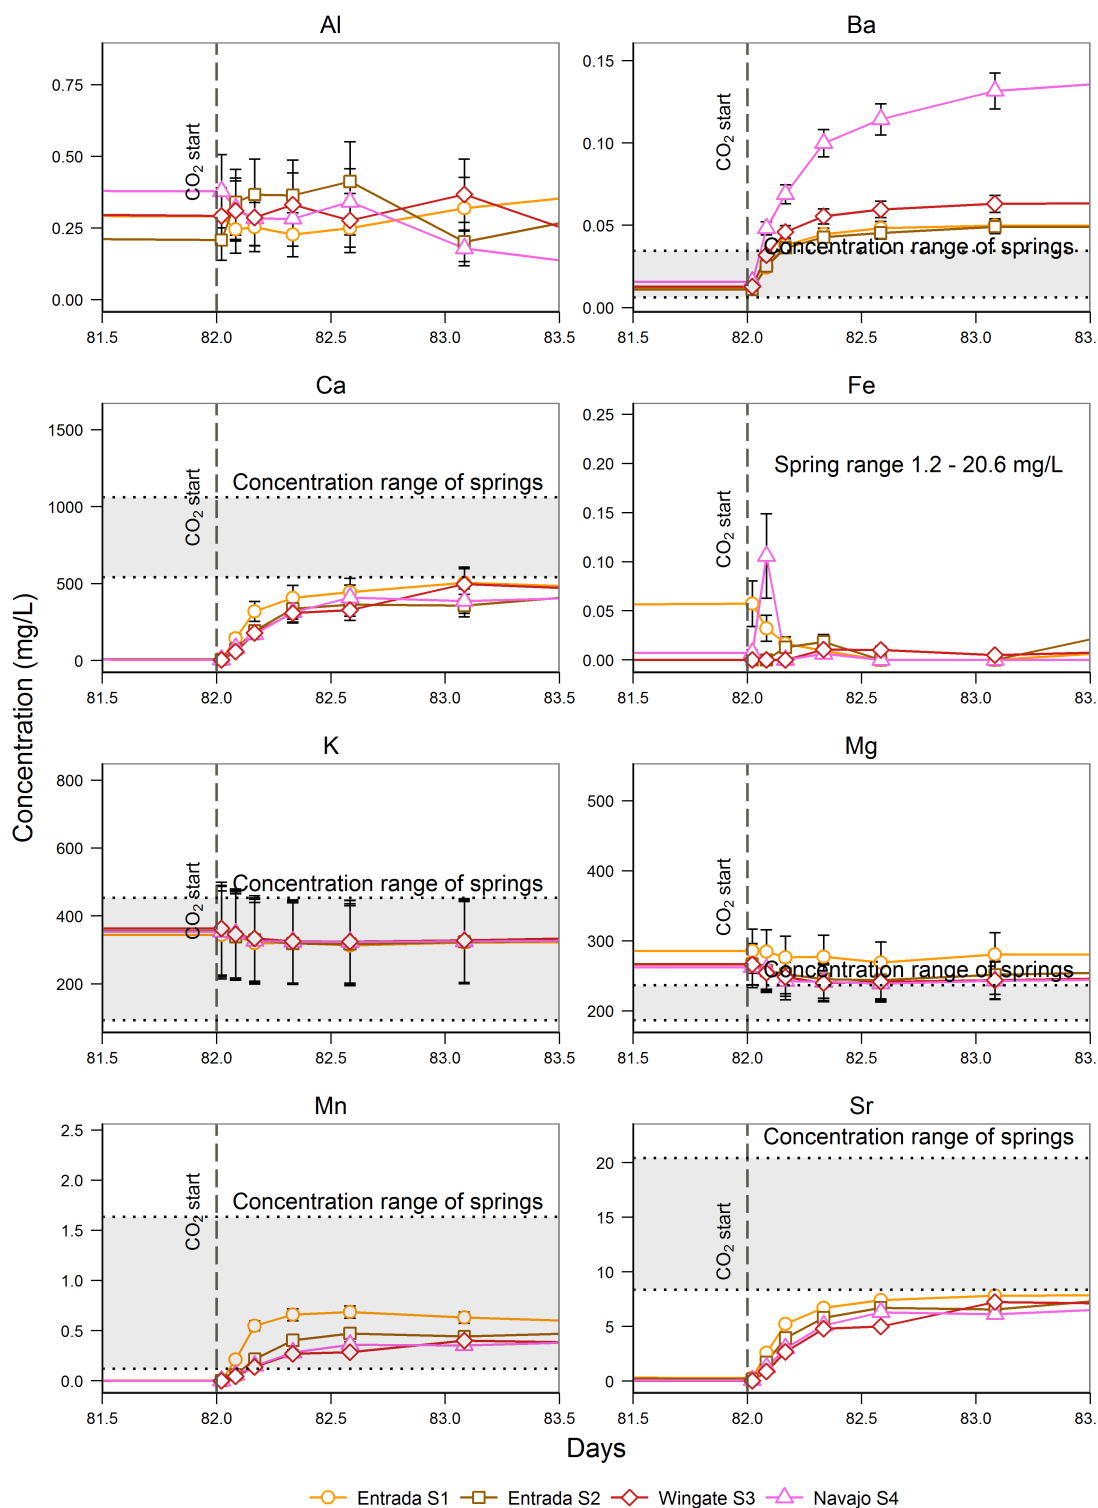 Al
0.75
0.50
0.25
0.00
CO2 start
81.5 82.0 82.5 83.0 83.5
Ba
0.15
0.10
0.05
0.00
CO2 start
Concentration range of springs
81.5 82.0 82.5 83.0 83.
Ca
1500
1000
500
0
CO2 start
Concentration range of springs
81.5 82.0 82.5 83.0 83.5
Fe
0.25
0.20
0.15
0.10
0.05
0.00
CO2 start
Spring range 1.2 - 20.6 mg/L
81.5 82.0 82.5 83.0 83.
Concentration (mg/L)
K
800
600
400
200
CO2 start
Concentration range of springs
81.5 82.0 82.5 83.0 83.5
Mg
500
400
300
200
CO2 start
Concentration range of springs
81.5 82.0 82.5 83.0 83.
Mn
2.5
2.0
1.5
1.0
0.5
0.0
CO2 start
Concentration range of springs
81.5 82.0 82.5 83.0 83.5
Sr
20
15
10
5
0
CO2 start
Concentration range of springs
81.5 82.0 82.5 83.0 83.
Days
Entrada S1 Entrada S2 Wingate S3 Navajo S4